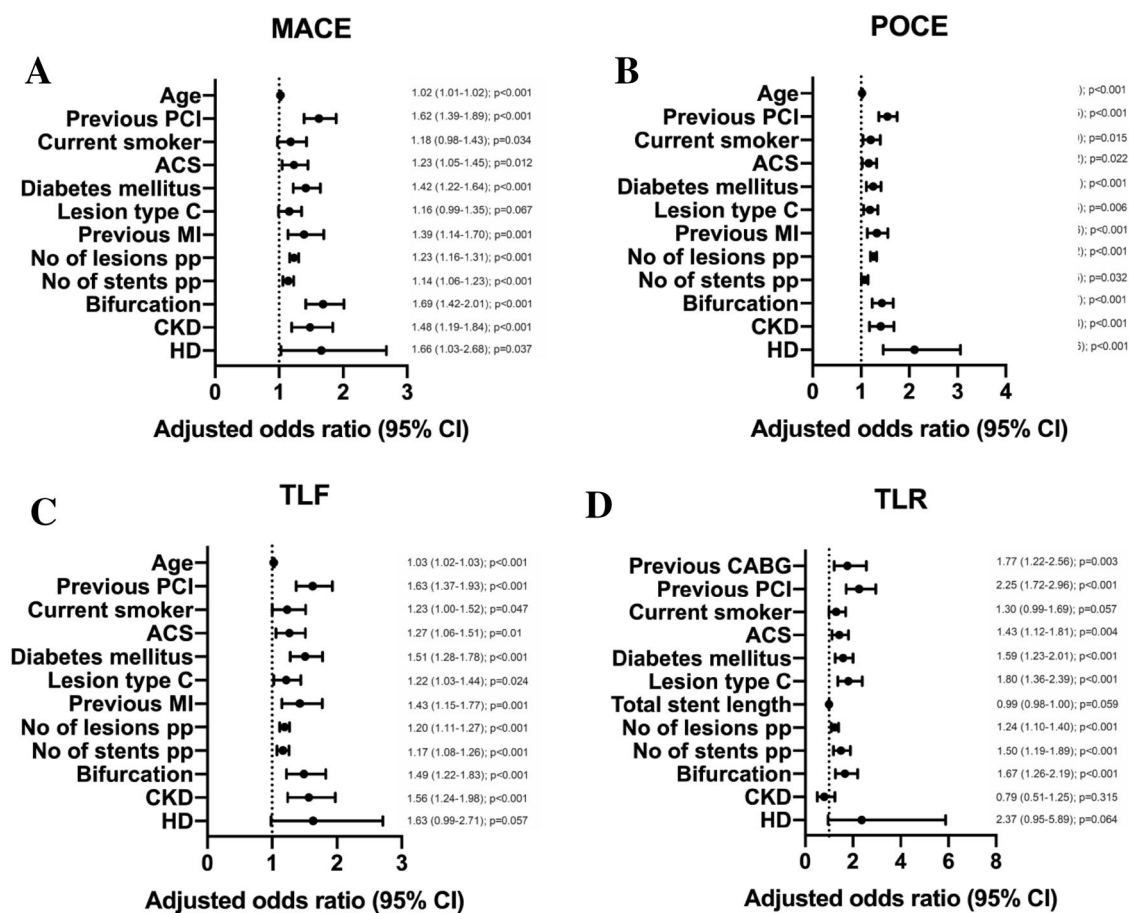 MACE
A
Age 1.02 (1.01-1.02); p<0.001
Previous PCI 1.62 (1.39-1.89); p<0.001
Current smoker 1.18 (0.98-1.43); p=0.034
ACS 1.23 (1.05-1.45); p=0.012
Diabetes mellitus 1.42 (1.22-1.64); p<0.001
Lesion type C 1.16 (0.99-1.35); p=0.067
Previous MI 1.39 (1.14-1.70); p=0.001
No of lesions pp 1.23 (1.16-1.31); p<0.001
No of stents pp 1.14 (1.06-1.23); p<0.001
Bifurcation 1.69 (1.42-2.01); p<0.001
CKD 1.48 (1.19-1.84); p<0.001
HD 1.66 (1.03-2.68); p=0.037
0 1 2 3
Adjusted odds ratio (95% CI)
POCE
B
Age ); p<0.001
Previous PCI ); p<0.001
Current smoker ); p=0.015
ACS ); p=0.022
Diabetes mellitus ); p<0.001
Lesion type C ); p=0.006
Previous MI ); p<0.001
No of lesions pp ); p<0.001
No of stents pp ); p=0.032
Bifurcation ); p<0.001
CKD ); p<0.001
HD ); p<0.001
0 1 2 3 4
Adjusted odds ratio (95% CI)
TLF
C
Age 1.03 (1.02-1.03); p<0.001
Previous PCI 1.63 (1.37-1.93); p<0.001
Current smoker 1.23 (1.00-1.52); p=0.047
ACS 1.27 (1.06-1.51); p=0.01
Diabetes mellitus 1.51 (1.28-1.78); p<0.001
Lesion type C 1.22 (1.03-1.44); p=0.024
Previous MI 1.43 (1.15-1.77); p=0.001
No of lesions pp 1.20 (1.11-1.27); p<0.001
No of stents pp 1.17 (1.08-1.26); p<0.001
Bifurcation 1.49 (1.22-1.83); p<0.001
CKD 1.56 (1.24-1.98); p<0.001
HD 1.63 (0.99-2.71); p=0.057
0 1 2 3
Adjusted odds ratio (95% CI)
TLR
D
Previous CABG 1.77 (1.22-2.56); p=0.003
Previous PCI 2.25 (1.72-2.96); p<0.001
Current smoker 1.30 (0.99-1.69); p=0.057
ACS 1.43 (1.12-1.81); p=0.004
Diabetes mellitus 1.59 (1.23-2.01); p<0.001
Lesion type C 1.80 (1.36-2.39); p<0.001
Total stent length 0.99 (0.98-1.00); p=0.059
No of lesions pp 1.24 (1.10-1.40); p<0.001
No of stents pp 1.50 (1.19-1.89); p<0.001
Bifurcation 1.67 (1.26-2.19); p<0.001
CKD 0.79 (0.51-1.25); p=0.315
HD 2.37 (0.95-5.89); p=0.064
0 2 4 6 8
Adjusted odds ratio (95% CI)